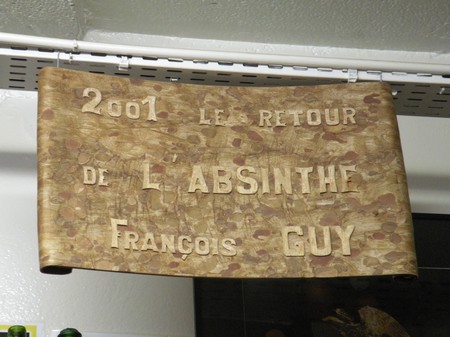 2001 LE RETOUR
DE L'ABSINTHE
FRANÇOIS GUY